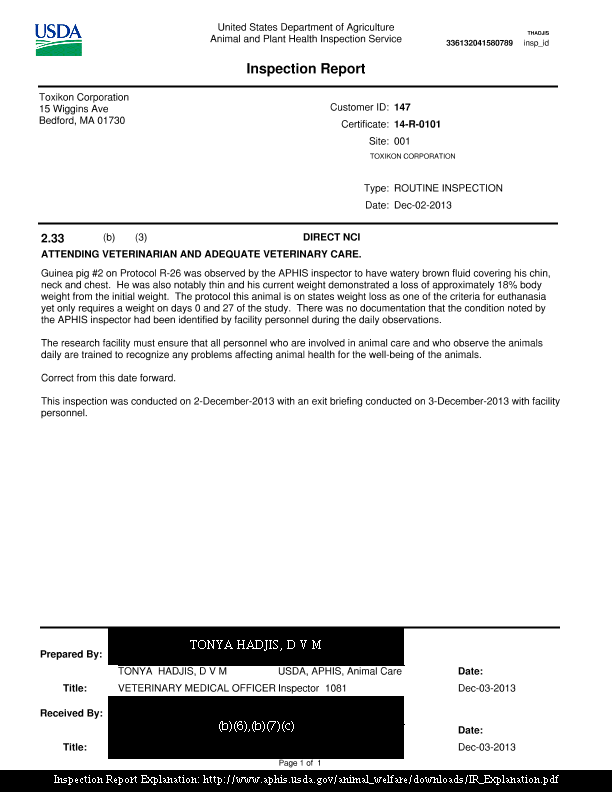 USDA
United States Department of Agriculture
Animal and Plant Health Inspection Service
THADJIS
336132041580789 insp_id
Inspection Report
Toxikon Corporation
15 Wiggins Ave
Bedford, MA 01730
Customer ID: 147
Certificate: 14-R-0101
Site: 001
TOXIKON CORPORATION
Type: ROUTINE INSPECTION
Date: Dec-02-2013
2.33 (b) (3) DIRECT NCI
ATTENDING VETERINARIAN AND ADEQUATE VETERINARY CARE.
Guinea pig #2 on Protocol R-26 was observed by the APHIS inspector to have watery brown fluid covering his chin,
neck and chest. He was also notably thin and his current weight demonstrated a loss of approximately 18% body
weight from the initial weight. The protocol this animal is on states weight loss as one of the criteria for euthanasia
yet only requires a weight on days 0 and 27 of the study. There was no documentation that the condition noted by
the APHIS inspector had been identified by facility personnel during the daily observations.
The research facility must ensure that all personnel who are involved in animal care and who observe the animals
daily are trained to recognize any problems affecting animal health for the well-being of the animals.
Correct from this date forward.
This inspection was conducted on 2-December-2013 with an exit briefing conducted on 3-December-2013 with facility
personnel.
TONYA HADJIS, D V M
Prepared By:
TONYA HADJIS, D V M USDA, APHIS, Animal Care Date:
Title: VETERINARY MEDICAL OFFICER Inspector 1081 Dec-03-2013
Received By:
(b)(6),(b)(7)(c)
Date:
Title: Dec-03-2013
Page 1 of 1
Inspection Report Explanation: http://www.aphis.usda.gov/animal_welfare/downloads/IR_Explanation.pdf